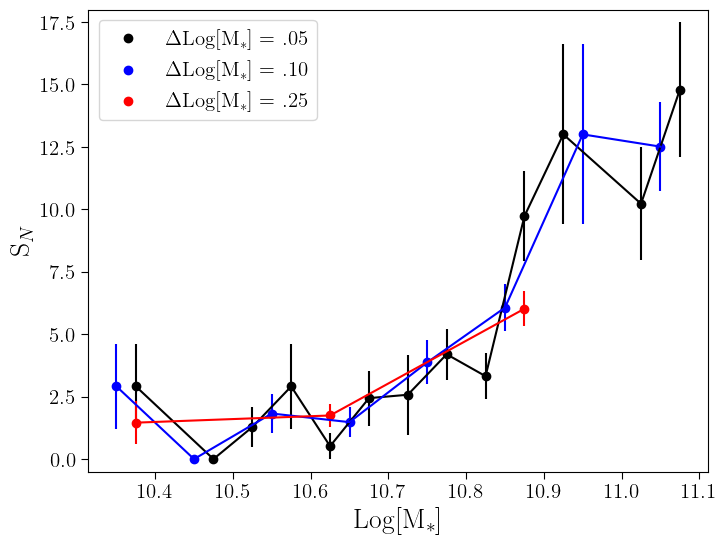 ΔLog[M*] = .05
ΔLog[M*] = .10
ΔLog[M*] = .25
17.5
15.0
12.5
10.0
7.5
5.0
2.5
0.0
S_N
10.4 10.5 10.6 10.7 10.8 10.9 11.0 11.1
Log[M*]